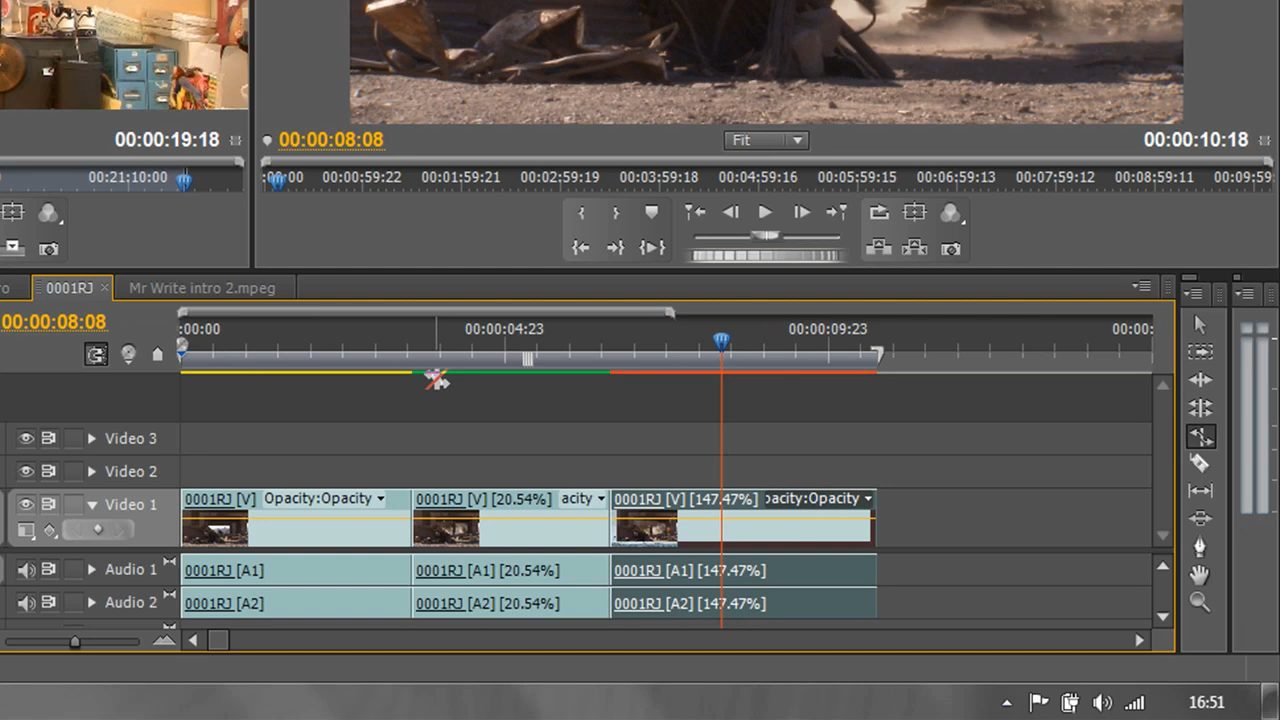 00:00:19:18
00:00:08:08
Fit
00:00:10:18
00:21:10:00
:00:00 00:00:59:22 00:01:59:21 00:02:59:19 00:03:59:18 00:04:59:16 00:05:59:15 00:06:59:13 00:07:59:12 00:08:59:11 00:09:59
ro 0001RJ × Mr Write intro 2.mpeg
00:00:08:08
:00:00 00:00:04:23 00:00:09:23 00:00:
Video 3
Video 2
Video 1
0001RJ [V] Opacity:Opacity 0001RJ [V] [20.54%] acity 0001RJ [V] [147.47%] pacity:Opacity
Audio 1 0001RJ [A1] 0001RJ [A1] [20.54%] 0001RJ [A1] [147.47%]
Audio 2 0001RJ [A2] 0001RJ [A2] [20.54%] 0001RJ [A2] [147.47%]
16:51